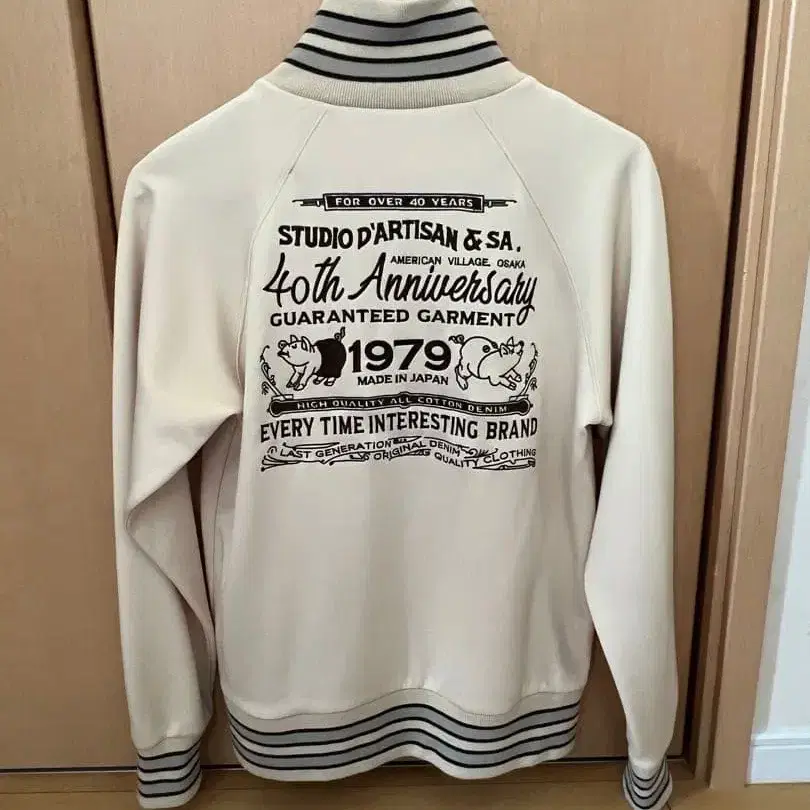 FOR OVER 40 YEARS
STUDIO D'ARTISAN & SA.
AMERICAN VILLAGE. OSAKA
40th Anniversary
GUARANTEED GARMENT
1979
MADE IN JAPAN
HIGH QUALITY ALL COTTON DENIM
EVERY TIME INTERESTING BRAND
LAST GENERATION ORIGINAL DENIM QUALITY CLOTHING